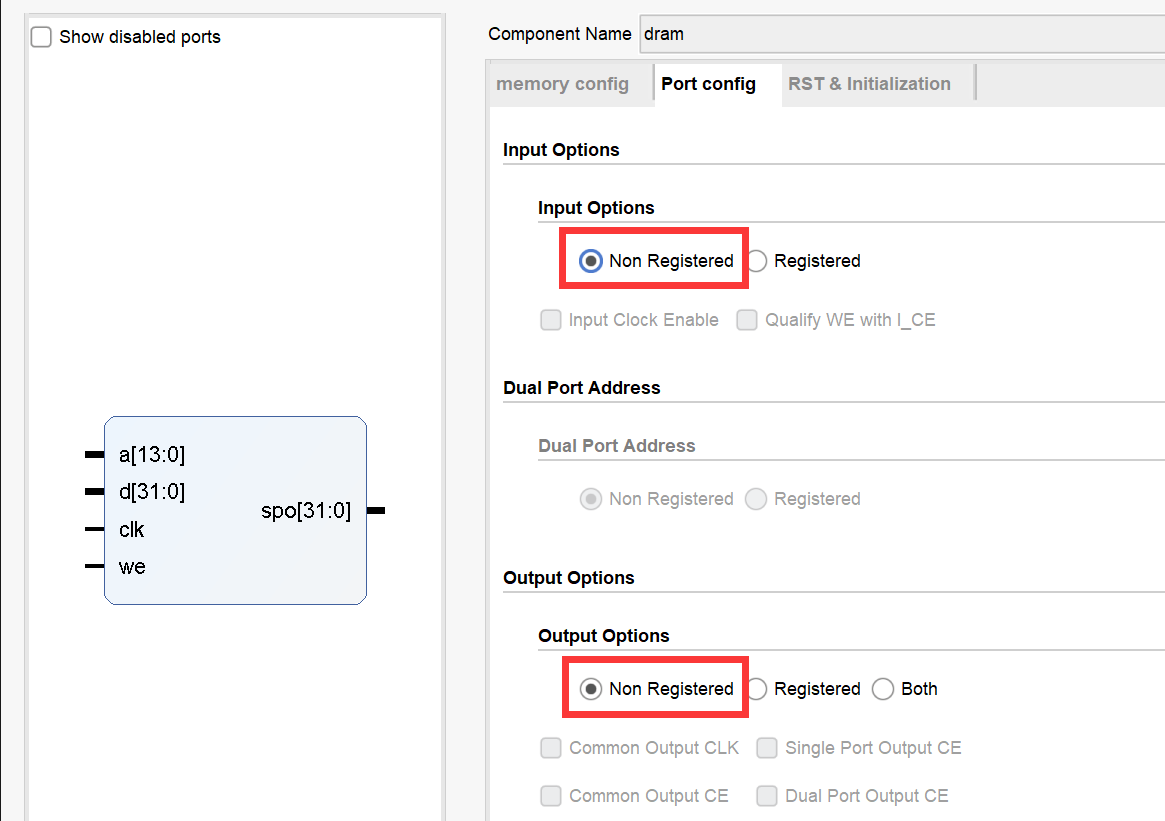 Show disabled ports
a[13:0]
d[31:0]
clk
we
spo[31:0]
Component Name dram
memory config Port config RST & Initialization
Input Options
Input Options
Non Registered Registered
Input Clock Enable Qualify WE with I_CE
Dual Port Address
Dual Port Address
Non Registered Registered
Output Options
Output Options
Non Registered Registered Both
Common Output CLK Single Port Output CE
Common Output CE Dual Port Output CE